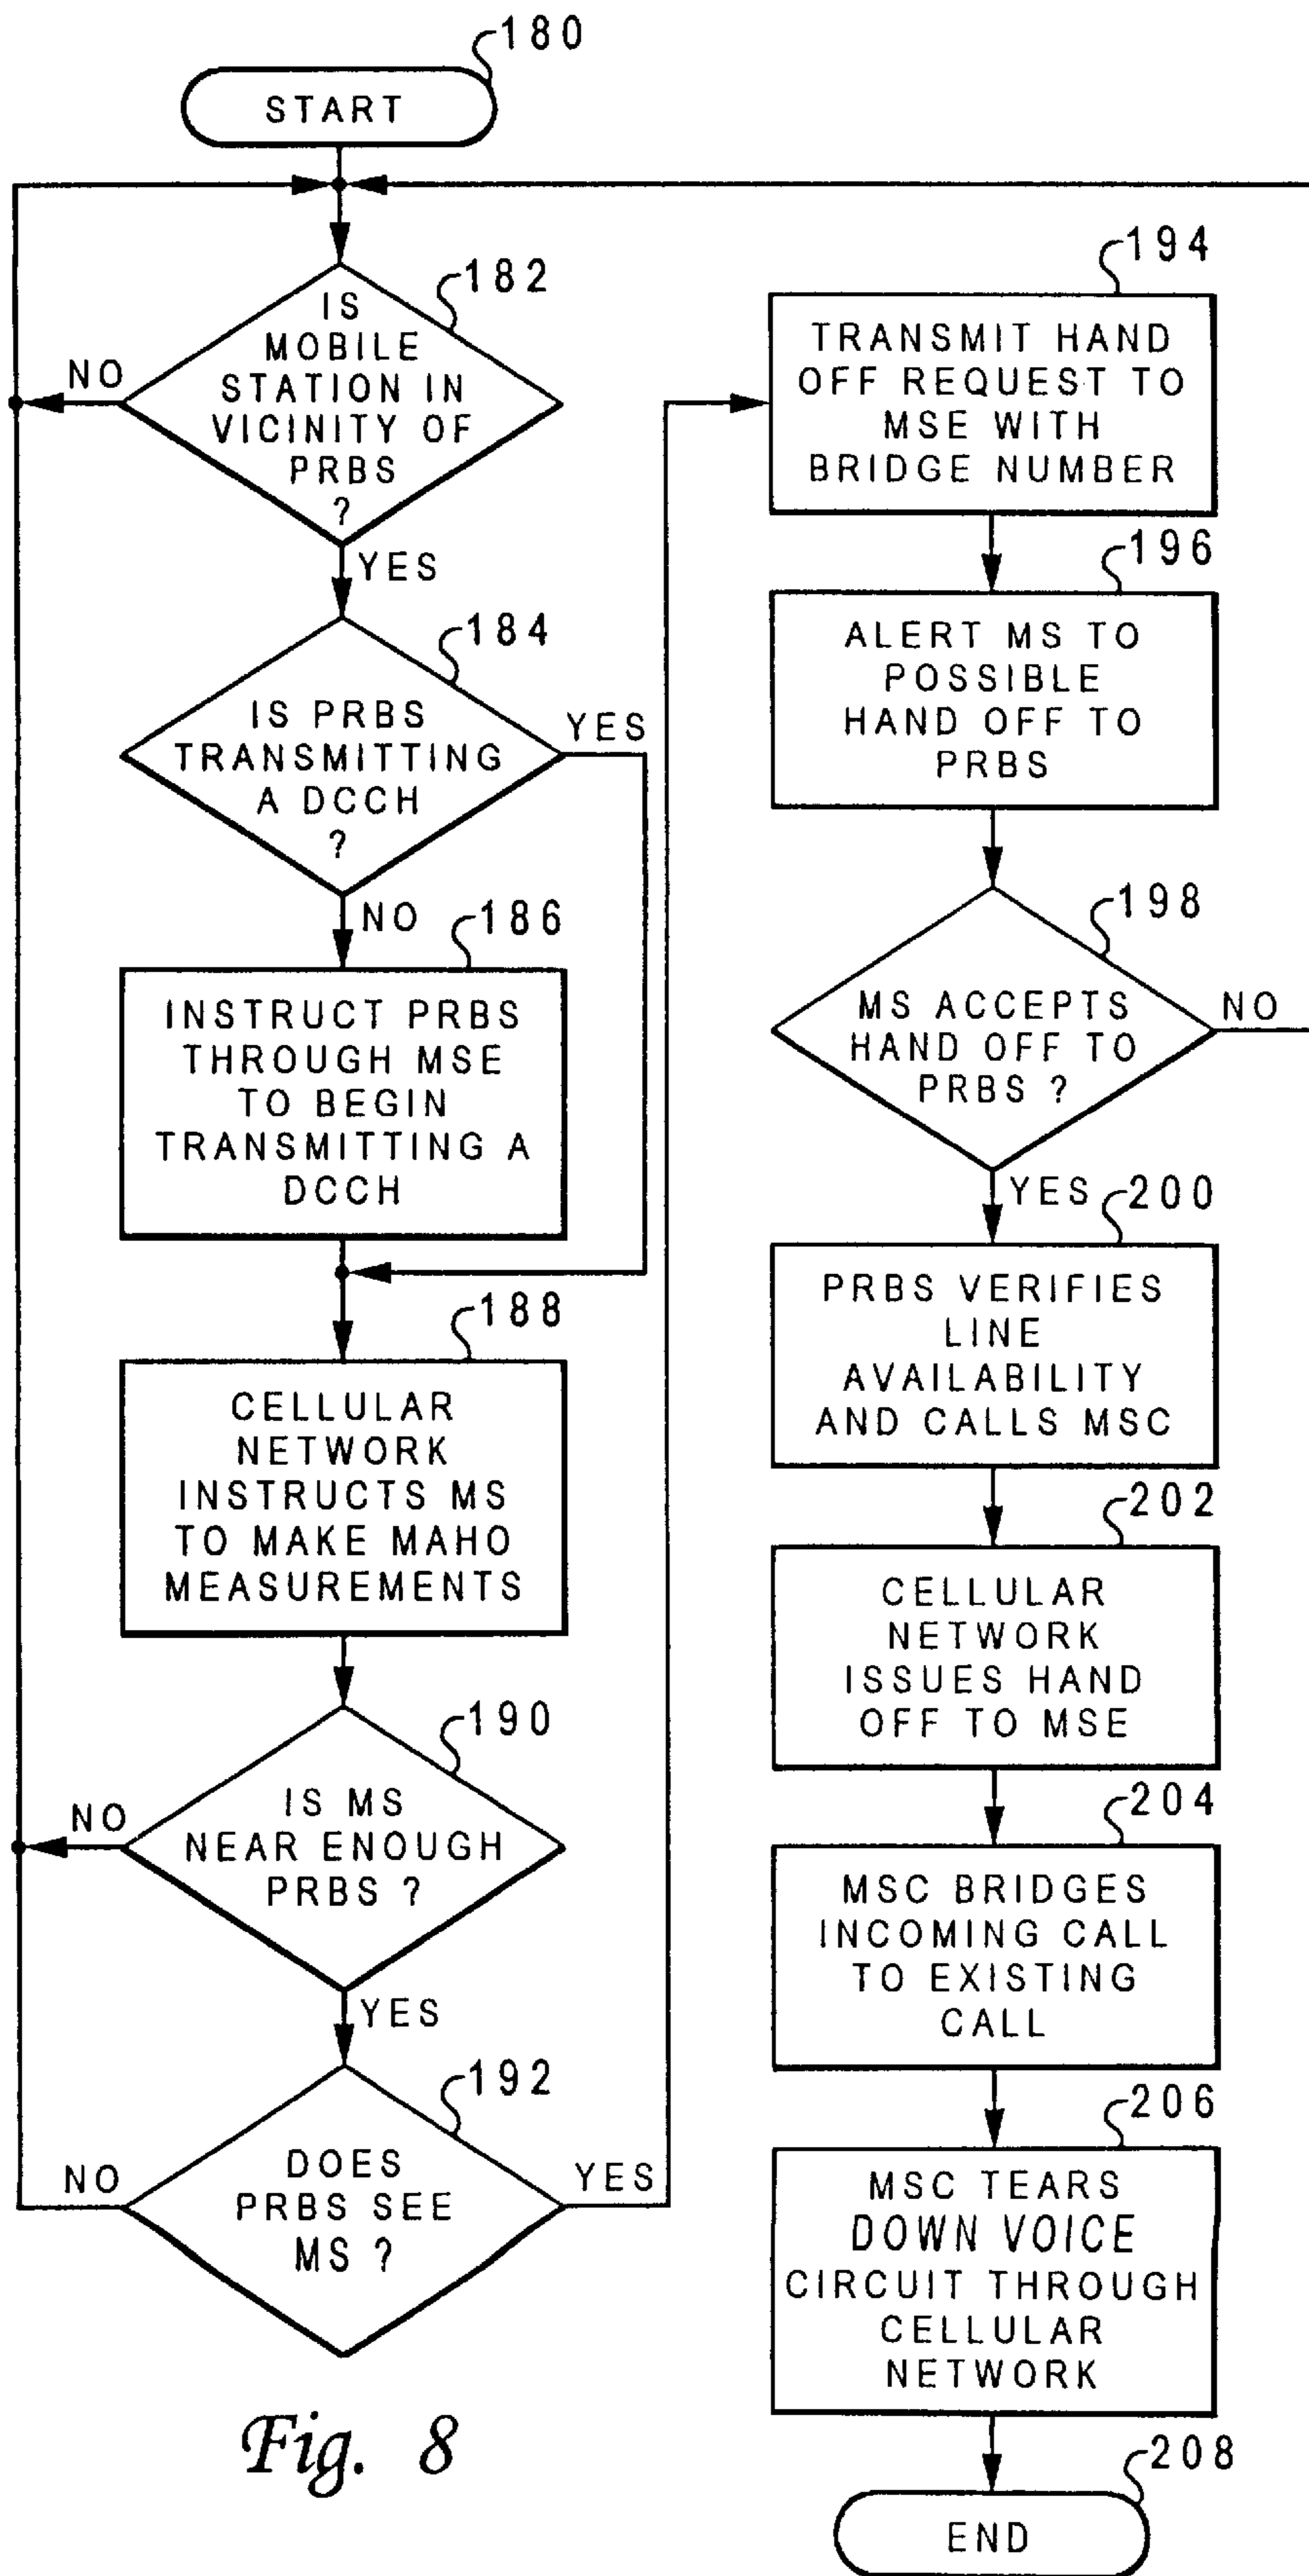 180
START
182
IS
MOBILE
STATION IN
VICINITY OF
PRBS
?
NO
YES
184
IS PRBS
TRANSMITTING
A DCCH
?
YES
NO
186
INSTRUCT PRBS
THROUGH MSE
TO BEGIN
TRANSMITTING A
DCCH
188
CELLULAR
NETWORK
INSTRUCTS MS
TO MAKE MAHO
MEASUREMENTS
190
IS MS
NEAR ENOUGH
PRBS ?
NO
YES
192
DOES
PRBS SEE
MS ?
NO
YES
194
TRANSMIT HAND
OFF REQUEST TO
MSE WITH
BRIDGE NUMBER
196
ALERT MS TO
POSSIBLE
HAND OFF TO
PRBS
198
MS ACCEPTS
HAND OFF TO
PRBS ?
NO
YES
200
PRBS VERIFIES
LINE
AVAILABILITY
AND CALLS MSC
202
CELLULAR
NETWORK
ISSUES HAND
OFF TO MSE
204
MSC BRIDGES
INCOMING CALL
TO EXISTING
CALL
206
MSC TEARS
DOWN VOICE
CIRCUIT THROUGH
CELLULAR
NETWORK
208
END
Fig. 8